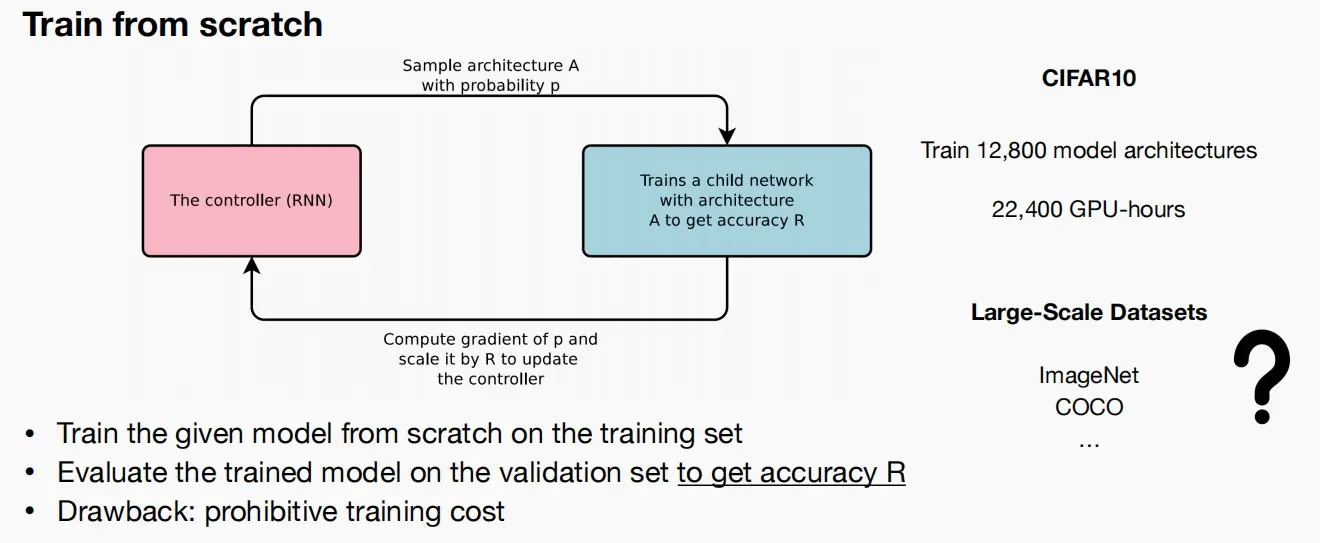 Train from scratch
Sample architecture A
with probability p
The controller (RNN)
Trains a child network
with architecture
A to get accuracy R
Compute gradient of p and
scale it by R to update
the controller
CIFAR10
Train 12,800 model architectures
22,400 GPU-hours
Large-Scale Datasets
ImageNet
COCO
...
?
• Train the given model from scratch on the training set
• Evaluate the trained model on the validation set to get accuracy R
• Drawback: prohibitive training cost